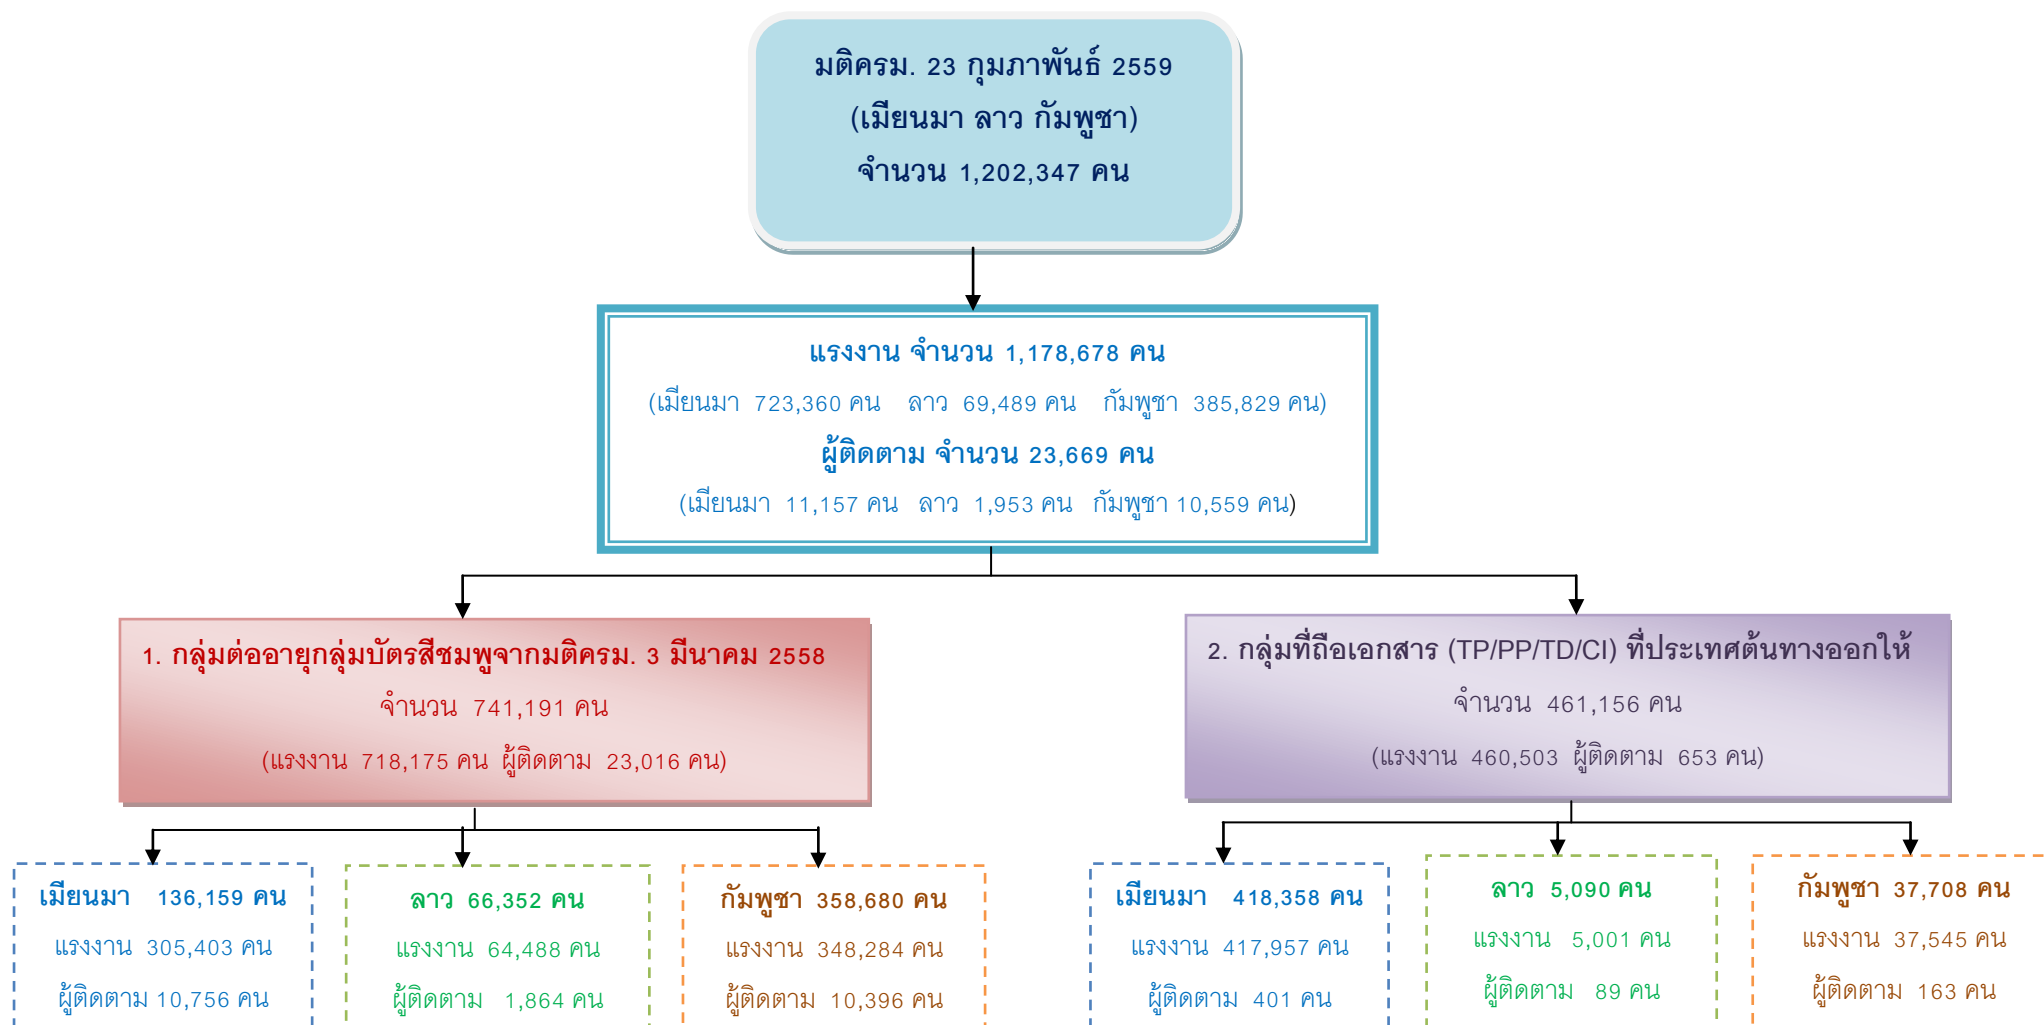 มติครม. 23 กุมภาพันธ์ 2559
(เมียนมา ลาว กัมพูชา)
จำนวน 1,202,347 คน
แรงงาน จำนวน 1,178,678 คน
(เมียนมา 723,360 คน ลาว 69,489 คน กัมพูชา 385,829 คน)
ผู้ติดตาม จำนวน 23,669 คน
(เมียนมา 11,157 คน ลาว 1,953 คน กัมพูชา 10,559 คน)
1. กลุ่มต่ออายุกลุ่มบัตรสีชมพูจากมติครม. 3 มีนาคม 2558
จำนวน 741,191 คน
(แรงงาน 718,175 คน ผู้ติดตาม 23,016 คน)
2. กลุ่มที่ถือเอกสาร (TP/PP/TD/CI) ที่ประเทศต้นทางออกให้
จำนวน 461,156 คน
(แรงงาน 460,503 ผู้ติดตาม 653 คน)
เมียนมา 136,159 คน
แรงงาน 305,403 คน
ผู้ติดตาม 10,756 คน
ลาว 66,352 คน
แรงงาน 64,488 คน
ผู้ติดตาม 1,864 คน
กัมพูชา 358,680 คน
แรงงาน 348,284 คน
ผู้ติดตาม 10,396 คน
เมียนมา 418,358 คน
แรงงาน 417,957 คน
ผู้ติดตาม 401 คน
ลาว 5,090 คน
แรงงาน 5,001 คน
ผู้ติดตาม 89 คน
กัมพูชา 37,708 คน
แรงงาน 37,545 คน
ผู้ติดตาม 163 คน